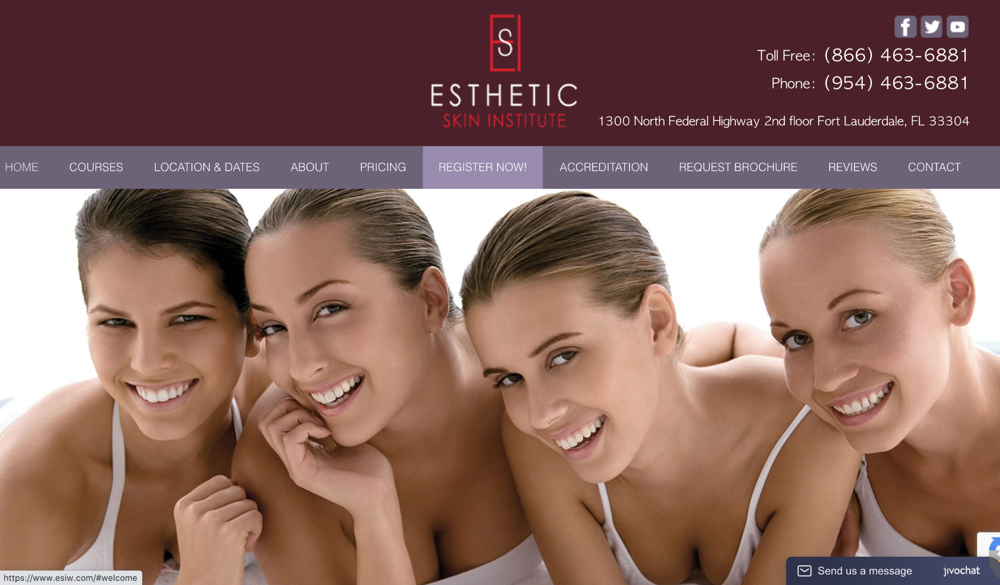 ES
ESTHETIC
SKIN INSTITUTE
Toll Free: (866) 463-6881
Phone: (954) 463-6881
1300 North Federal Highway 2nd floor Fort Lauderdale, FL 33304
HOME COURSES LOCATION & DATES ABOUT PRICING REGISTER NOW! ACCREDITATION REQUEST BROCHURE REVIEWS CONTACT
https://www.esiw.com/#welcome
Send us a message jivochat